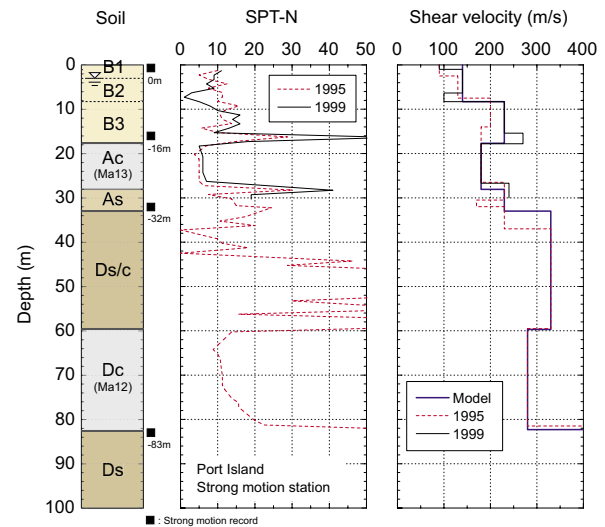 Soil
SPT-N
Shear velocity (m/s)
0 10 20 30 40 50
0 100 200 300 400
Depth (m)
0
10
20
30
40
50
60
70
80
90
100
B1
B2
B3
Ac
(Ma13)
As
Ds/c
Dc
(Ma12)
Ds
0m
-16m
-32m
-83m
1995
1999
Port Island
Strong motion station
Model
1995
1999
: Strong motion record